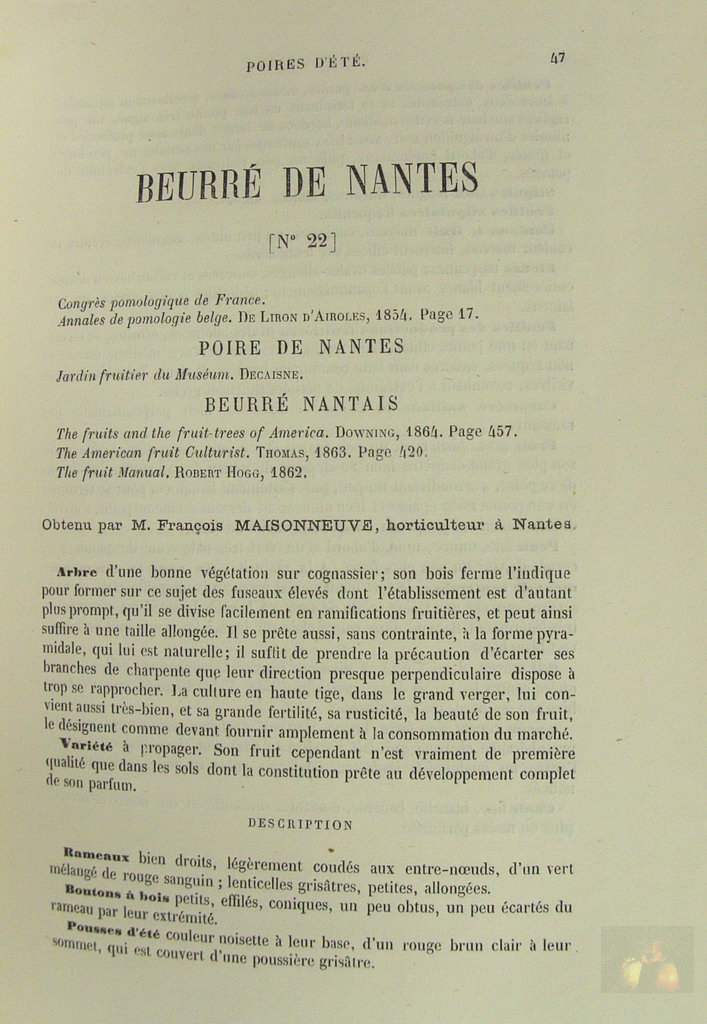 POIRES D'ÉTÉ.
47
BEURRÉ DE NANTES
[N° 22]
Congrès pomologique de France.
Annales de pomologie belge. DE LIRON D'AIROLES, 1854. Page 17.
POIRE DE NANTES
Jardin fruitier du Muséum. DECAISNE.
BEURRÉ NANTAIS
The fruits and the fruit-trees of America. DOWNING, 1864. Page 457.
The American fruit Culturist. THOMAS, 1863. Page 420.
The fruit Manual. ROBERT HOGG, 1862.
Obtenu par M. François MAISONNEUVE, horticulteur à Nantes.
Arbre d'une bonne végétation sur cognassier; son bois ferme l'indique
pour former sur ce sujet des fuseaux élevés dont l'établissement est d'autant
plus prompt, qu'il se divise facilement en ramifications fruitières, et peut ainsi
suffire à une taille allongée. Il se prête aussi, sans contrainte, à la forme pyra-
midale, qui lui est naturelle; il suffit de prendre la précaution d'écarter ses
branches de charpente que leur direction presque perpendiculaire dispose à
trop se rapprocher. La culture en haute tige, dans le grand verger, lui con-
vient aussi très-bien, et sa grande fertilité, sa rusticité, la beauté de son fruit,
le désignent comme devant fournir amplement à la consommation du marché.
Variété à propager. Son fruit cependant n'est vraiment de première
qualité que dans les sols dont la constitution prête au développement complet
de son parfum.
DESCRIPTION
Rameaux bien droits, légèrement coudés aux entre-nœuds, d'un vert
mélangé de rouge sanguin; lenticelles grisâtres, petites, allongées.
Boutons à bois petits, effilés, coniques, un peu obtus, un peu écartés du
rameau par leur extrémité.
Pousses d'été couleur noisette à leur base, d'un rouge brun clair à leur
sommet, qui est couvert d'une poussière grisâtre.